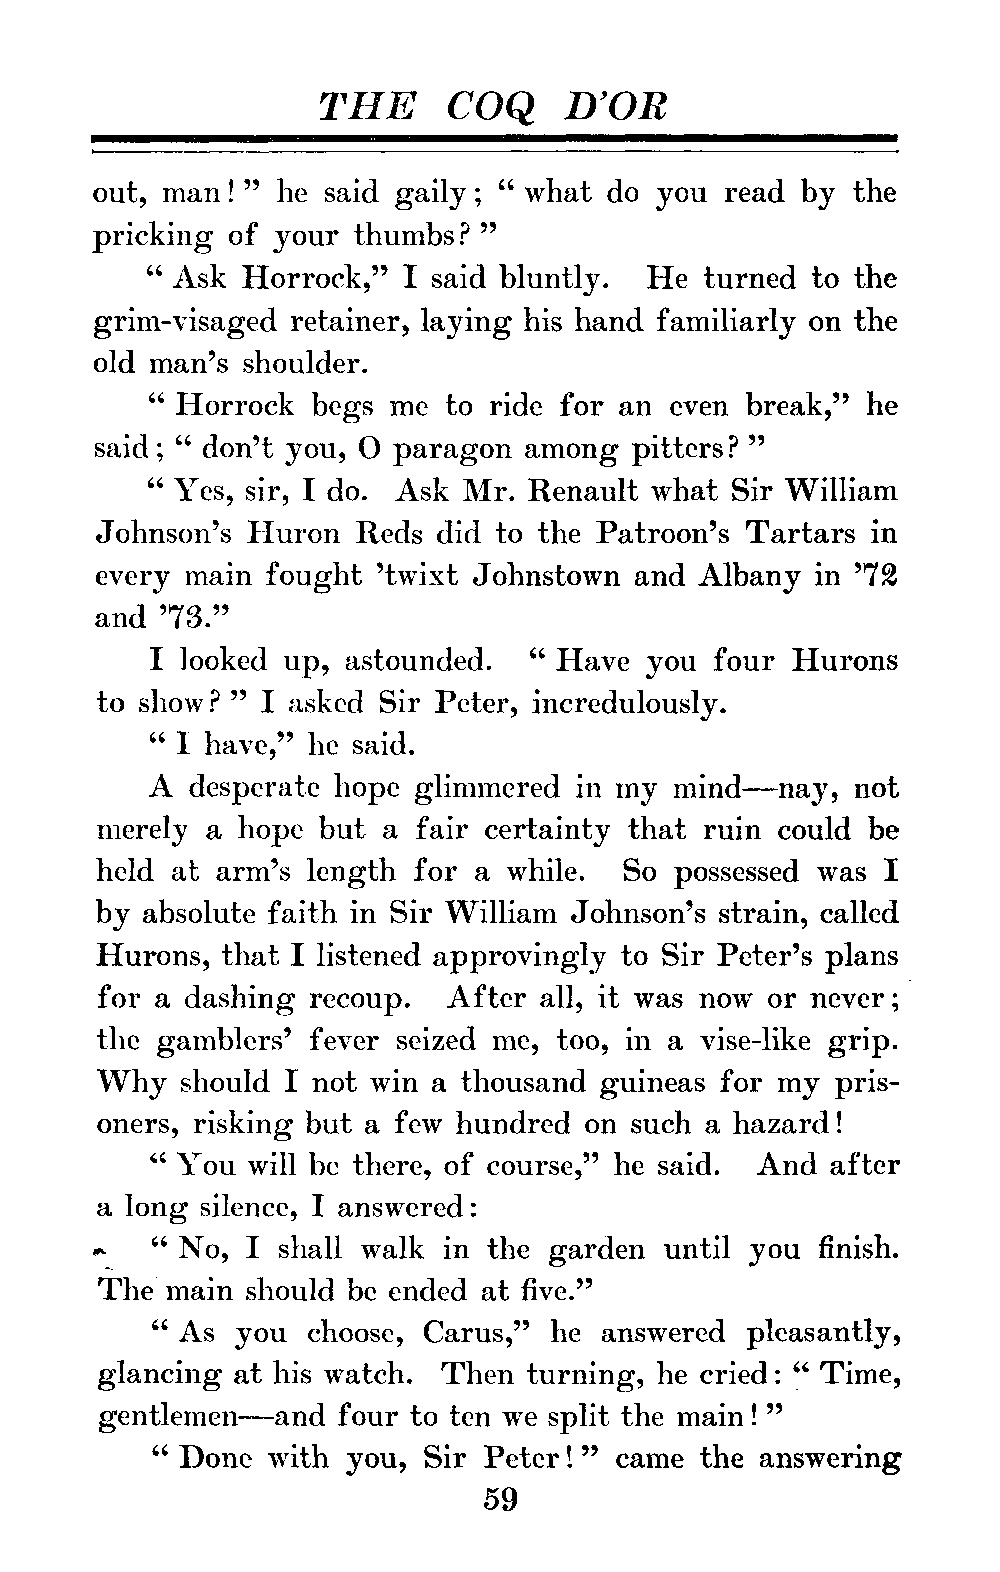 THE COQ D'OR
out, man!" he said gaily; "what do you read by the
pricking of your thumbs?"
"Ask Horrock," I said bluntly. He turned to the
grim-visaged retainer, laying his hand familiarly on the
old man's shoulder.
"Horrock begs me to ride for an even break," he
said; "don't you, O paragon among pitters?"
"Yes, sir, I do. Ask Mr. Renault what Sir William
Johnson's Huron Reds did to the Patroon's Tartars in
every main fought 'twixt Johnstown and Albany in '72
and '73."
I looked up, astounded. "Have you four Hurons
to show?" I asked Sir Peter, incredulously.
"I have," he said.
A desperate hope glimmered in my mind—nay, not
merely a hope but a fair certainty that ruin could be
held at arm's length for a while. So possessed was I
by absolute faith in Sir William Johnson's strain, called
Hurons, that I listened approvingly to Sir Peter's plans
for a dashing recoup. After all, it was now or never;
the gamblers' fever seized me, too, in a vise-like grip.
Why should I not win a thousand guineas for my pris-
oners, risking but a few hundred on such a hazard!
"You will be there, of course," he said. And after
a long silence, I answered:
"No, I shall walk in the garden until you finish.
The main should be ended at five."
"As you choose, Carus," he answered pleasantly,
glancing at his watch. Then turning, he cried: "Time,
gentlemen—and four to ten we split the main!"
"Done with you, Sir Peter!" came the answering
59